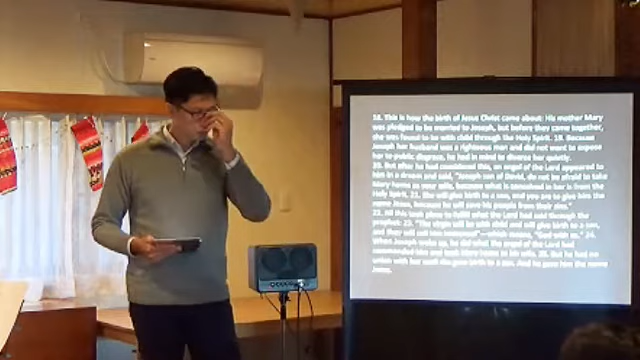 18. This is how the birth of Jesus Christ came about: His mother Mary
was pledged to be married to Joseph, but before they came together,
she was found to be with child through the Holy Spirit. 19. Because
Joseph her husband was a righteous man and did not want to expose
her to public disgrace, he had in mind to divorce her quietly.
20. But after he had considered this, an angel of the Lord appeared to
him in a dream and said, "Joseph son of David, do not be afraid to take
Mary home as your wife, because what is conceived in her is from the
Holy Spirit. 21. She will give birth to a son, and you are to give him the
name Jesus, because he will save his people from their sins."
22. All this took place to fulfill what the Lord had said through the
prophet: 23. "The virgin will be with child and will give birth to a son,
and they will call him Immanuel"—which means, "God with us." 24.
When Joseph woke up, he did what the angel of the Lord had
commanded him and took Mary home as his wife. 25. But he had no
union with her until she gave birth to a son. And he gave him the name
Jesus.